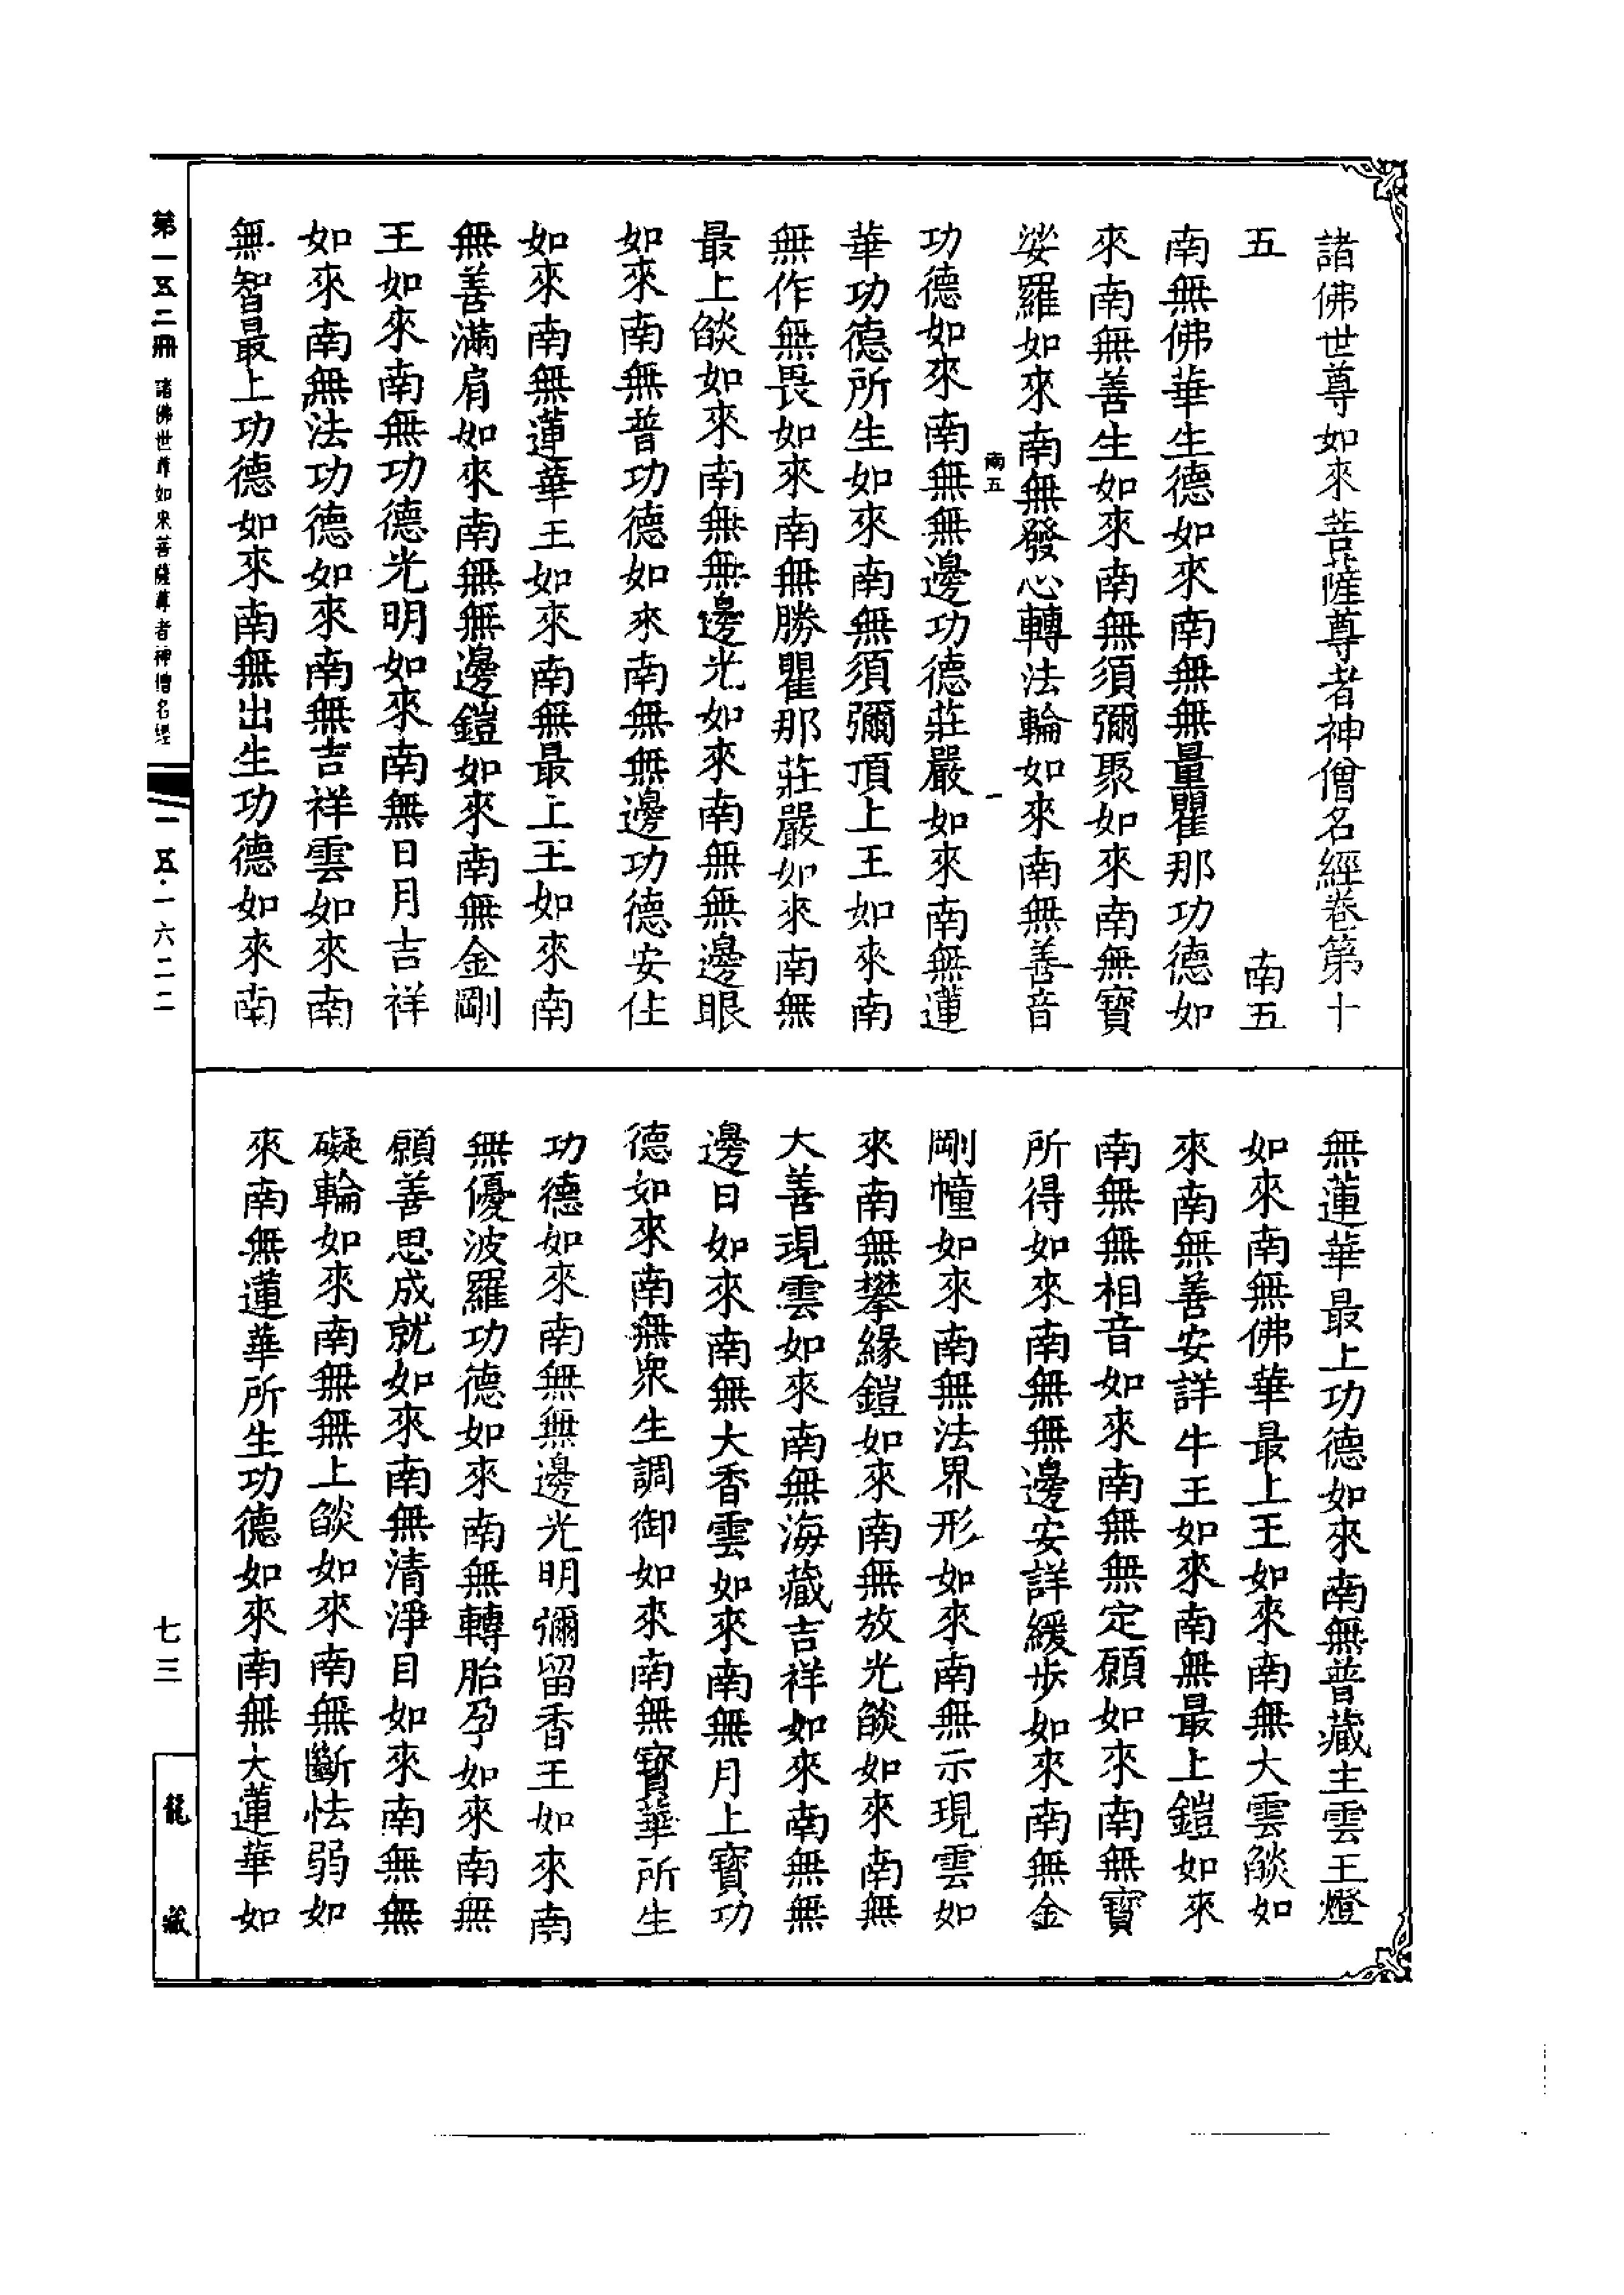 諸佛世尊如來菩薩尊者神僧名經卷第十
五 南五
南無佛華生德如來南無無量瞿那功德如
來南無善生如來南無須彌聚如來南無寶
娑羅如來南無發心轉法輪如來南無善音
南五 一
功德如來南無無邊功德莊嚴如來南無蓮
華功德所生如來南無須彌頂上王如來南
無作無畏如來南無勝瞿那莊嚴如來南無
最上燄如來南無無邊光如來南無無邊眼
如來南無普功德如來南無無邊功德安住
如來南無蓮華王如來南無最上王如來南
無善滿肩如來南無無邊鎧如來南無金剛
王如來南無功德光明如來南無日月吉祥
如來南無法功德如來南無吉祥雲如來南
無智最上功德如來南無出生功德如來南
無蓮華最上功德如來南無普藏主雲王燈
如來南無佛華最上王如來南無大雲燄如
來南無善安詳牛王如來南無最上鎧如來
南無無相音如來南無無定願如來南無寶
所得如來南無無邊安詳緩步如來南無金
剛幢如來南無法界形如來南無示現雲如
來南無攀緣鎧如來南無放光燄如來南無
大善現雲如來南無海藏吉祥如來南無無
邊日如來南無大香雲如來南無月上寶功
德如來南無眾生調御如來南無寶華所生
功德如來南無無邊光明彌留香王如來南
無優波羅功德如來南無轉胎孕如來南無
願善思成就如來南無清淨目如來南無無
礙輪如來南無無上燄如來南無斷怯弱如
來南無蓮華所生功德如來南無大蓮華如
第一五二冊 諸佛世尊如來菩薩尊者神僧名經
一五·一六二二
七三
龍藏